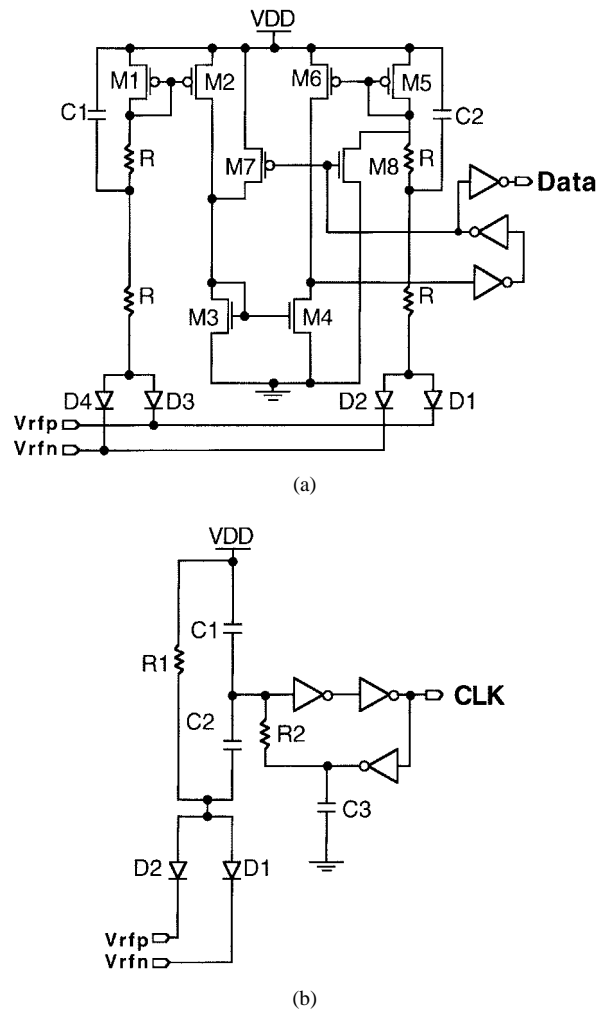 VDD
M1 M2 M6 M5
C1 C2
R M7 M8 R
Data
R M3 M4 R
D4 D3 D2 D1
Vrfp
Vrfn
(a)
VDD
C1
R1
CLK
C2 R2
C3
D2 D1
Vrfp
Vrfn
(b)